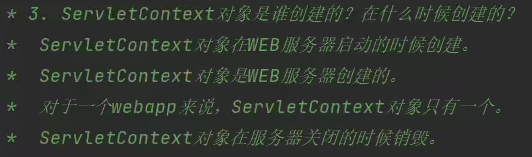 * 3. ServletContext对象是谁创建的？在什么时候创建的？
* ServletContext对象在WEB服务器启动的时候创建。
* ServletContext对象是WEB服务器创建的。
* 对于一个webapp来说，ServletContext对象只有一个。
* ServletContext对象在服务器关闭的时候销毁。